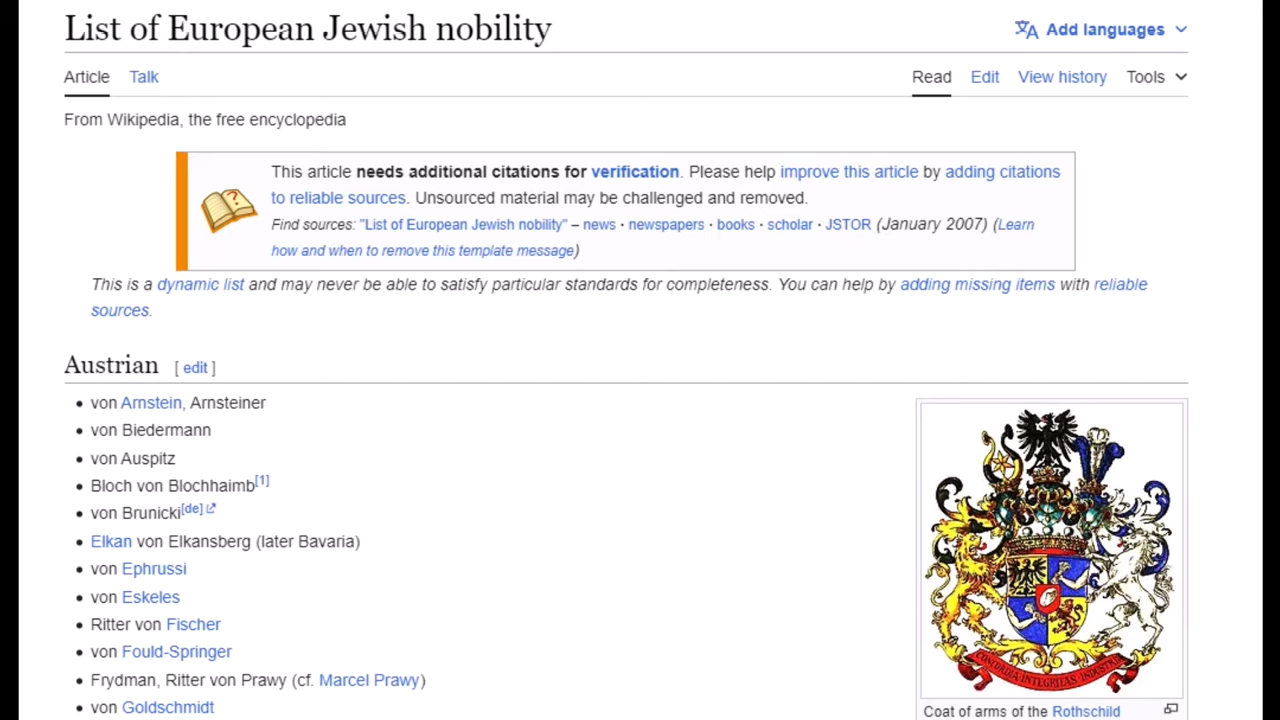 List of European Jewish nobility
Add languages
Article Talk Read Edit View history Tools
From Wikipedia, the free encyclopedia
This article needs additional citations for verification. Please help improve this article by adding citations
to reliable sources. Unsourced material may be challenged and removed.
Find sources: "List of European Jewish nobility" – news · newspapers · books · scholar · JSTOR (January 2007) (Learn
how and when to remove this template message)
This is a dynamic list and may never be able to satisfy particular standards for completeness. You can help by adding missing items with reliable
sources.
Austrian [ edit ]
• von Arnstein, Arnsteiner
• von Biedermann
• von Auspitz
• Bloch von Blochhaimb[1]
• von Brunicki[de]
• Elkan von Elkansberg (later Bavaria)
• von Ephrussi
• von Eskeles
• Ritter von Fischer
• von Fould-Springer
• Frydman, Ritter von Prawy (cf. Marcel Prawy)
• von Goldschmidt
CONCORDIA INTEGRITAS INDUSTRIA
Coat of arms of the Rothschild